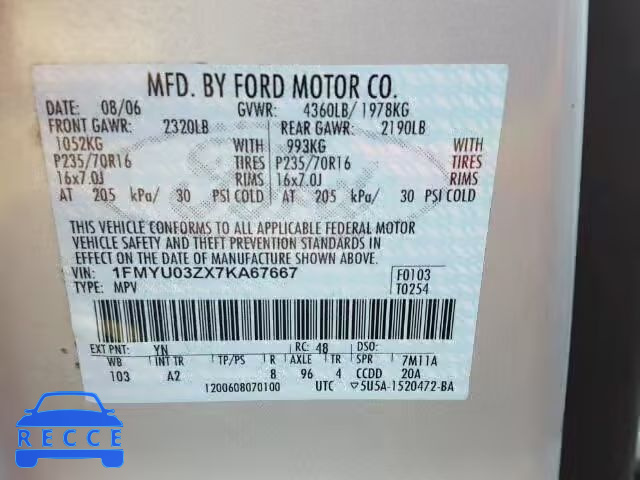 MFD. BY FORD MOTOR CO.
DATE: 08/06 GVWR: 4360LB/ 1978KG
FRONT GAWR: 2320LB REAR GAWR: 2190LB
1052KG WITH 993KG WITH
P235/70R16 TIRES P235/70R16 TIRES
16x7.0J RIMS 16x7.0J RIMS
AT 205 kPa/ 30 PSI COLD AT 205 kPa/ 30 PSI COLD
THIS VEHICLE CONFORMS TO ALL APPLICABLE FEDERAL MOTOR
VEHICLE SAFETY AND THEFT PREVENTION STANDARDS IN
EFFECT ON THE DATE OF MANUFACTURE SHOWN ABOVE.
VIN: 1FMYU03ZX7KA67667 F0103
TYPE: MPV T0254
EXT PNT: YN RC: 48 DSO:
WB INT TR TP/PS R AXLE TR SPR 7M11A
103 A2 8 96 4 CCDD 20A
1200608070100 UTC ▽5U5A-1520472-BA
RECCE